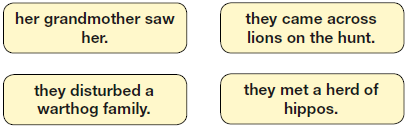 her grandmother saw
her.
they came across
lions on the hunt.
they disturbed a
warthog family.
they met a herd of
hippos.